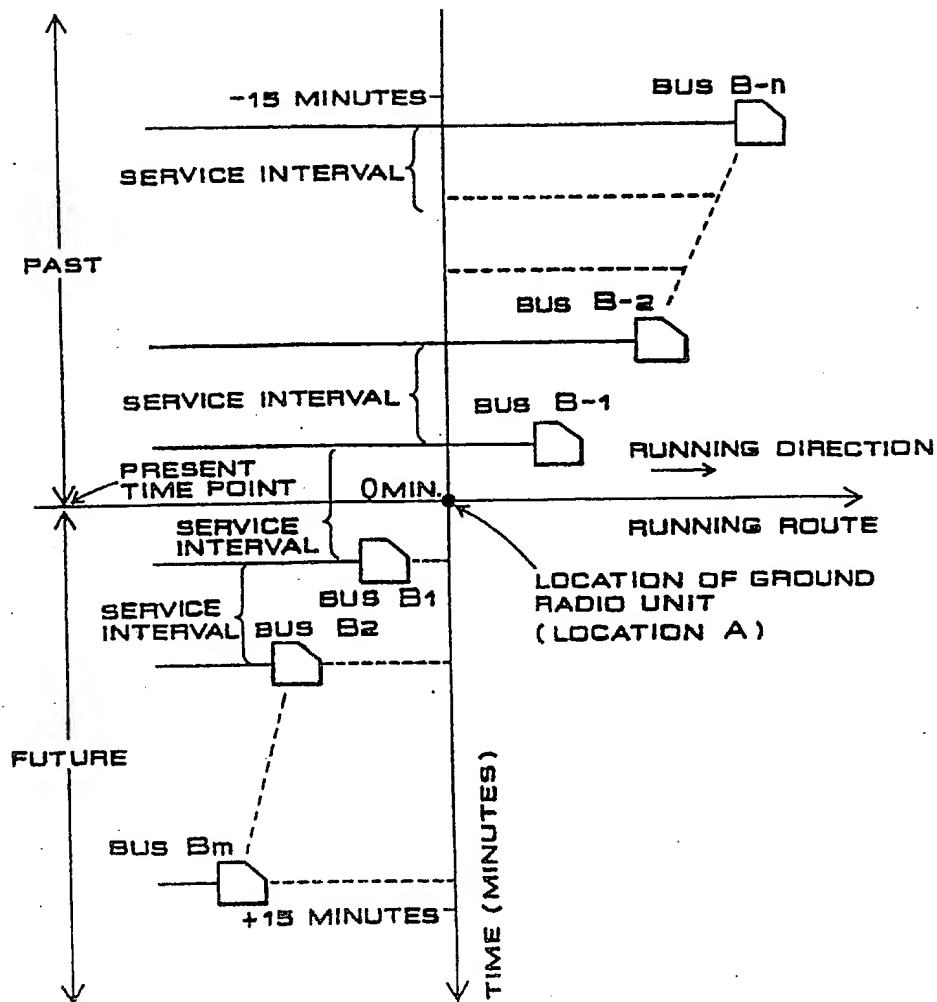 BUS B-n
-15 MINUTES
SERVICE INTERVAL
PAST
BUS B-2
SERVICE INTERVAL
BUS B-1
RUNNING DIRECTION
PRESENT
TIME POINT
0 MIN.
RUNNING ROUTE
SERVICE
INTERVAL
LOCATION OF GROUND
RADIO UNIT
(LOCATION A)
BUS B1
SERVICE
INTERVAL
BUS B2
FUTURE
BUS Bm
+15 MINUTES
TIME (MINUTES)